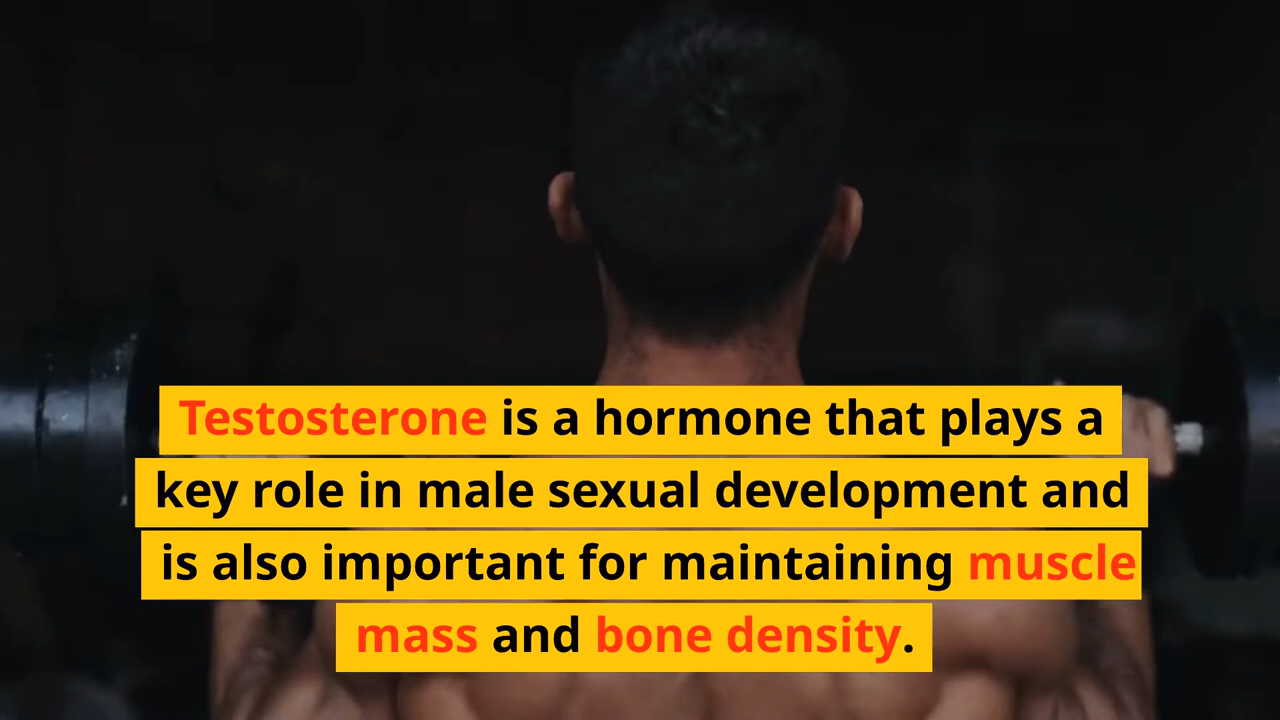 Testosterone is a hormone that plays a
key role in male sexual development and
is also important for maintaining muscle
mass and bone density.